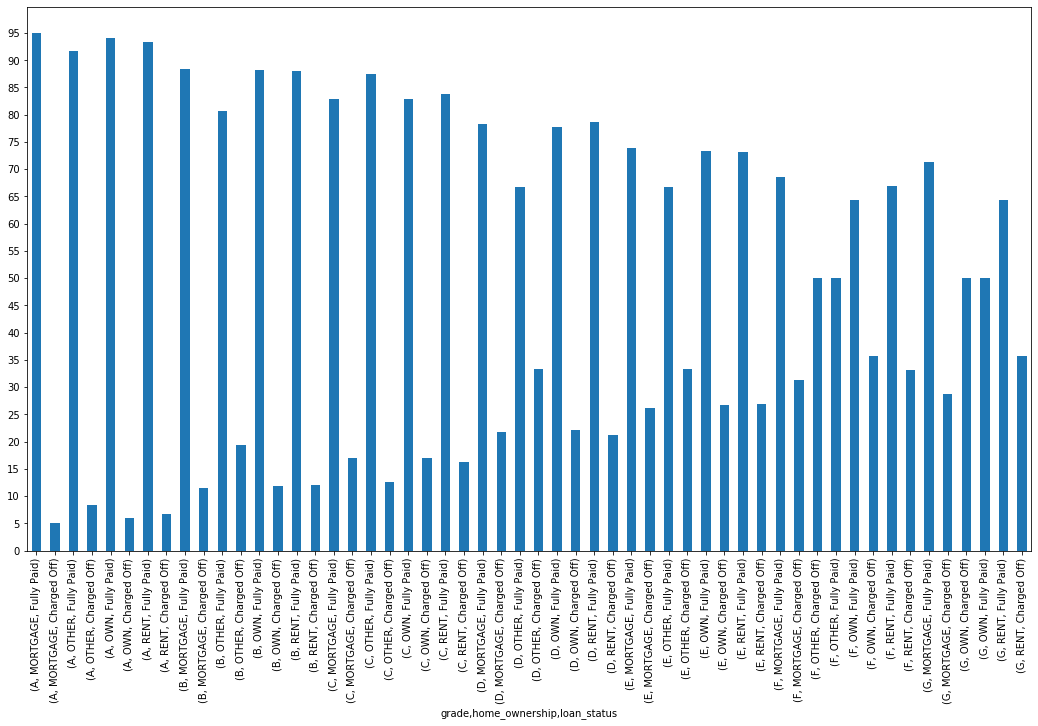 95
90
85
80
75
70
65
60
55
50
45
40
35
30
25
20
15
10
5
0
(A, MORTGAGE, Fully Paid)
(A, MORTGAGE, Charged Off)
(A, OTHER, Fully Paid)
(A, OTHER, Charged Off)
(A, OWN, Fully Paid)
(A, OWN, Charged Off)
(A, RENT, Fully Paid)
(A, RENT, Charged Off)
(B, MORTGAGE, Fully Paid)
(B, MORTGAGE, Charged Off)
(B, OTHER, Fully Paid)
(B, OTHER, Charged Off)
(B, OWN, Fully Paid)
(B, OWN, Charged Off)
(B, RENT, Fully Paid)
(B, RENT, Charged Off)
(C, MORTGAGE, Fully Paid)
(C, MORTGAGE, Charged Off)
(C, OTHER, Fully Paid)
(C, OTHER, Charged Off)
(C, OWN, Fully Paid)
(C, OWN, Charged Off)
(C, RENT, Fully Paid)
(C, RENT, Charged Off)
(D, MORTGAGE, Fully Paid)
(D, MORTGAGE, Charged Off)
(D, OTHER, Fully Paid)
(D, OTHER, Charged Off)
(D, OWN, Fully Paid)
(D, OWN, Charged Off)
(D, RENT, Fully Paid)
(D, RENT, Charged Off)
(E, MORTGAGE, Fully Paid)
(E, MORTGAGE, Charged Off)
(E, OTHER, Fully Paid)
(E, OTHER, Charged Off)
(E, OWN, Fully Paid)
(E, OWN, Charged Off)
(E, RENT, Fully Paid)
(E, RENT, Charged Off)
(F, MORTGAGE, Fully Paid)
(F, MORTGAGE, Charged Off)
(F, OTHER, Charged Off)
(F, OTHER, Fully Paid)
(F, OWN, Fully Paid)
(F, OWN, Charged Off)
(F, RENT, Fully Paid)
(F, RENT, Charged Off)
(G, MORTGAGE, Fully Paid)
(G, MORTGAGE, Charged Off)
(G, OWN, Charged Off)
(G, OWN, Fully Paid)
(G, RENT, Fully Paid)
(G, RENT, Charged Off)
grade,home_ownership,loan_status